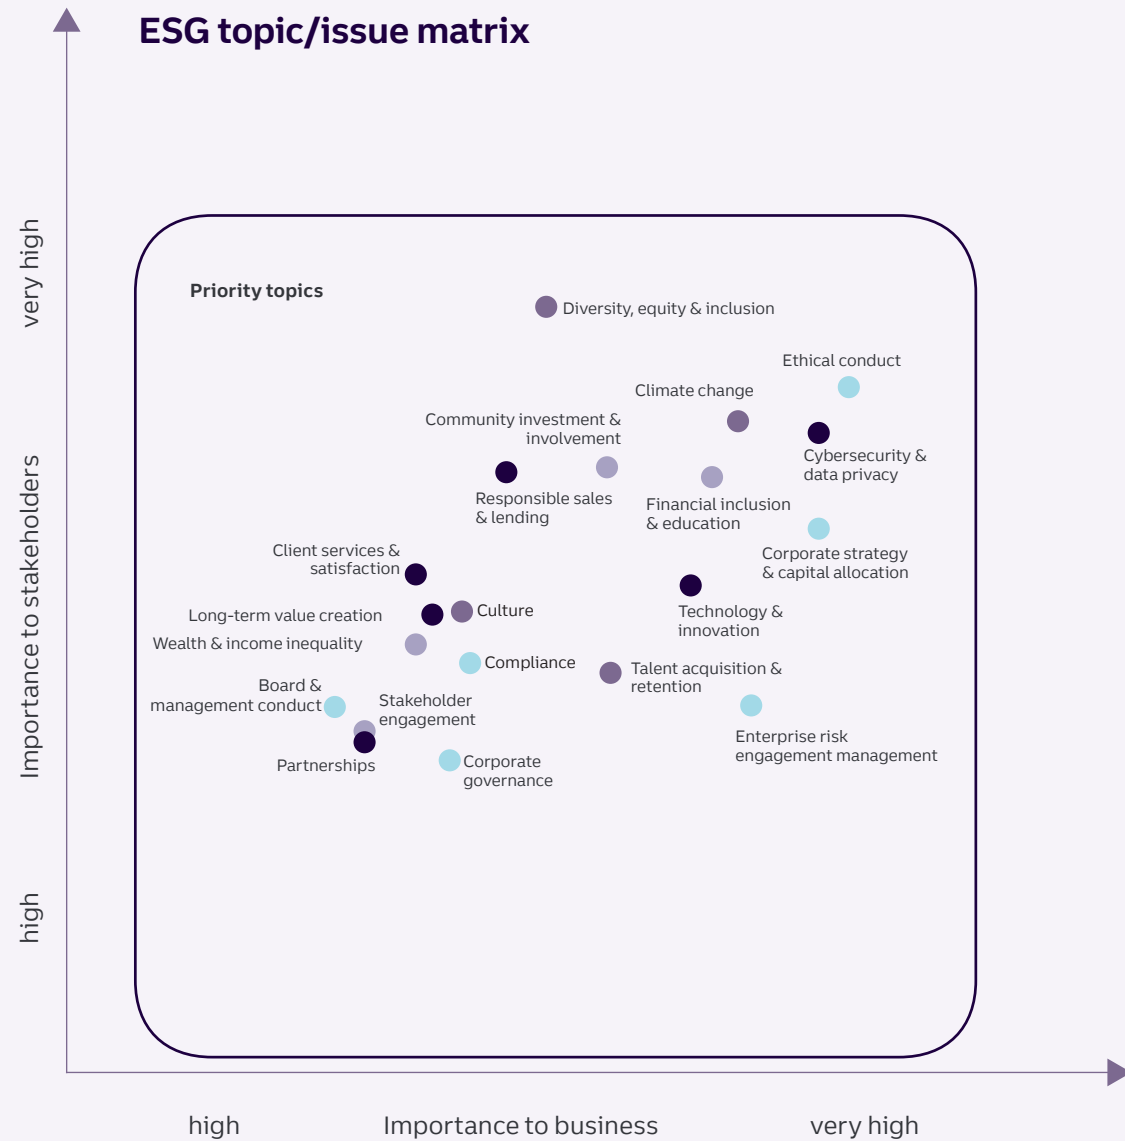 ESG topic/issue matrix
very high
Importance to stakeholders
high
Priority topics
Diversity, equity & inclusion
Ethical conduct
Climate change
Community investment &
involvement
Cybersecurity &
data privacy
Responsible sales
& lending
Financial inclusion
& education
Client services &
satisfaction
Corporate strategy
& capital allocation
Long-term value creation
Culture
Technology &
innovation
Wealth & income inequality
Compliance
Talent acquisition &
retention
Board &
management conduct
Stakeholder
engagement
Enterprise risk
engagement management
Partnerships
Corporate
governance
high
Importance to business
very high